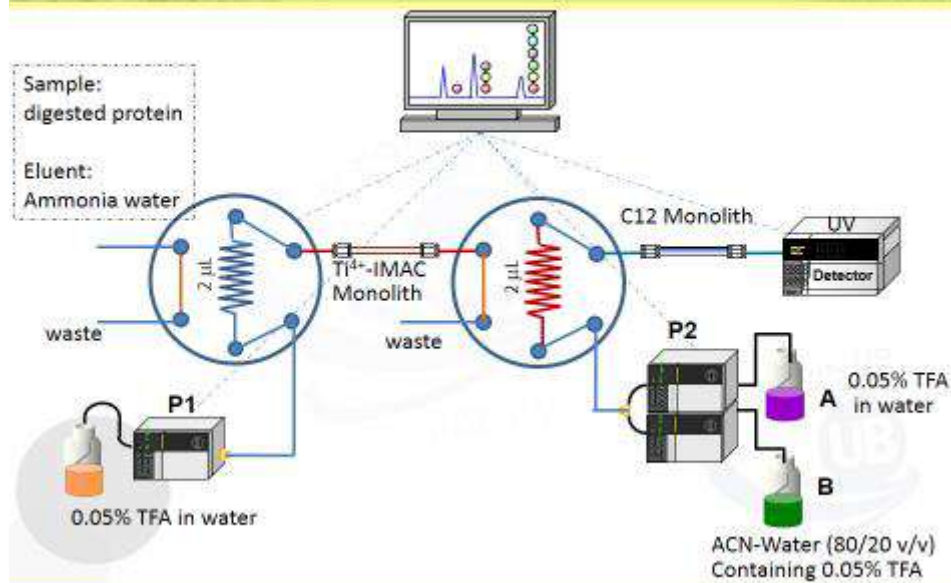 Sample:
digested protein
Eluent:
Ammonia water
C12 Monolith
UV
Detector
2 µL
Ti⁴⁺-IMAC
Monolith
2 µL
waste
waste
P1
P2
0.05% TFA in water
A
0.05% TFA
in water
B
ACN-Water (80/20 v/v)
Containing 0.05% TFA
UB